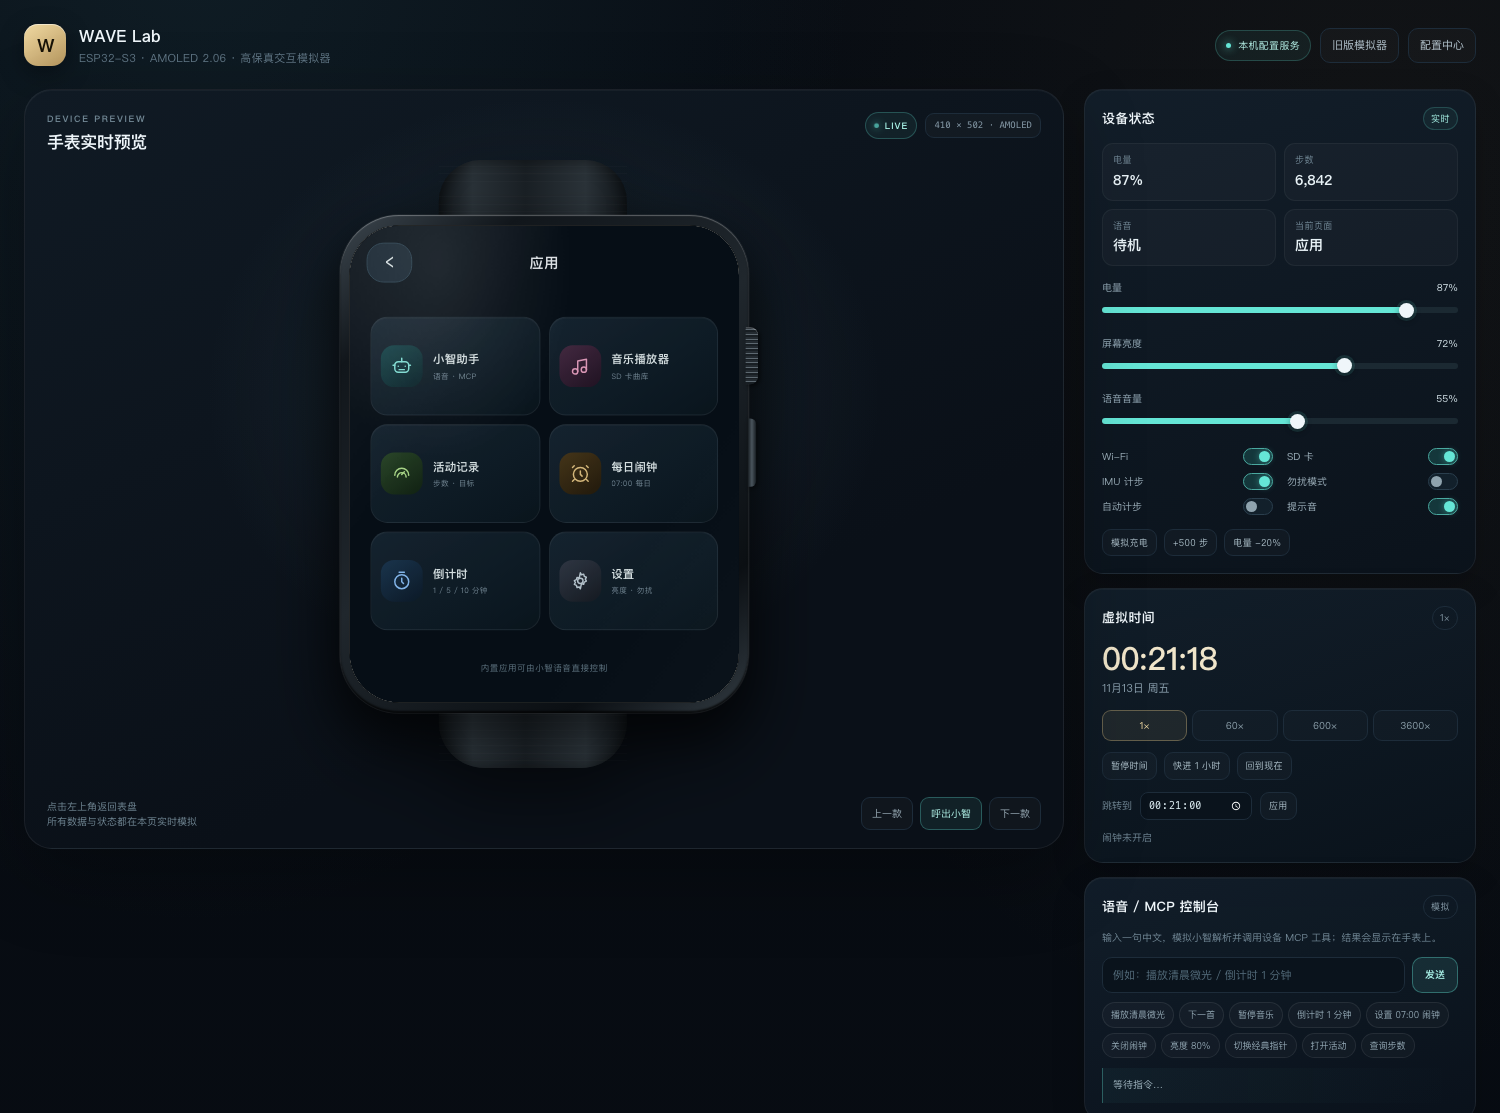 W
WAVE Lab
ESP32-S3 · AMOLED 2.06 · 高保真交互模拟器
本机配置服务
旧版模拟器
配置中心
DEVICE PREVIEW
手表实时预览
LIVE
410 × 502 · AMOLED
<
应用
小智助手
语音 · MCP
音乐播放器
SD 卡曲库
活动记录
步数 · 目标
每日闹钟
07:00 每日
倒计时
1 / 5 / 10 分钟
设置
亮度 · 勿扰
内置应用可由小智语音直接控制
点击左上角返回表盘
所有数据与状态都在本页实时模拟
上一款
呼出小智
下一款
设备状态
实时
电量
87%
步数
6,842
语音
待机
当前页面
应用
电量
87%
屏幕亮度
72%
语音音量
55%
Wi-Fi
SD 卡
IMU 计步
勿扰模式
自动计步
提示音
模拟充电
+500 步
电量 −20%
虚拟时间
1×
00:21:18
11月13日 周五
1×
60×
600×
3600×
暂停时间
快进 1 小时
回到现在
跳转到
00:21:00
应用
闹钟未开启
语音 / MCP 控制台
模拟
输入一句中文，模拟小智解析并调用设备 MCP 工具；结果会显示在手表上。
例如：播放清晨微光 / 倒计时 1 分钟
发送
播放清晨微光
下一首
暂停音乐
倒计时 1 分钟
设置 07:00 闹钟
关闭闹钟
亮度 80%
切换经典指针
打开活动
查询步数
等待指令…